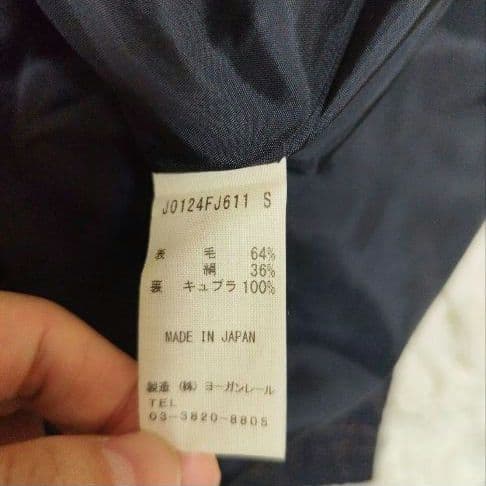 J0124FJ611 S
表 毛 64%
絹 36%
裏 キュプラ 100%
MADE IN JAPAN
製造 (株) ヨーガンレール
TEL
03-3820-8805